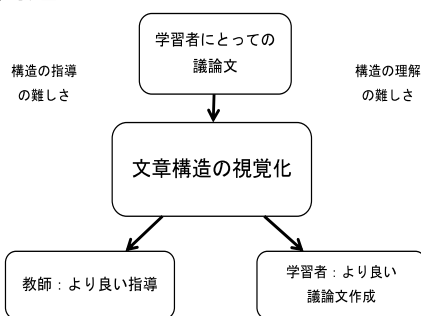 学習者にとっての
議論文
構造の指導
の難しさ
構造の理解
の難しさ
文章構造の視覚化
教師：より良い指導
学習者：より良い
議論文作成